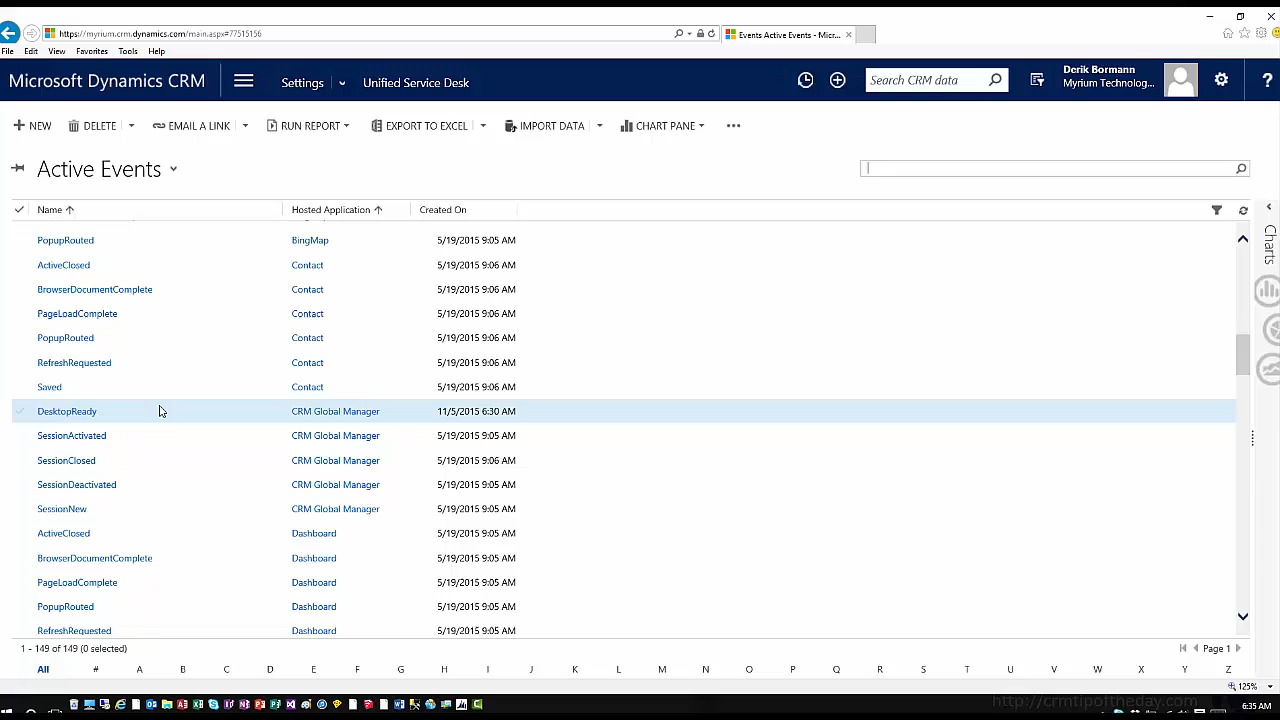 https://myrium.crm.dynamics.com/main.aspx#77515156
Events Active Events - Micr...
File Edit View Favorites Tools Help
Microsoft Dynamics CRM
Settings
Unified Service Desk
Search CRM data
Derik Bormann
Myrium Technolog...
?
NEW DELETE EMAIL A LINK RUN REPORT EXPORT TO EXCEL IMPORT DATA CHART PANE
Active Events
Name Hosted Application Created On
PopupRouted BingMap 5/19/2015 9:05 AM
ActiveClosed Contact 5/19/2015 9:06 AM
BrowserDocumentComplete Contact 5/19/2015 9:06 AM
PageLoadComplete Contact 5/19/2015 9:06 AM
PopupRouted Contact 5/19/2015 9:06 AM
RefreshRequested Contact 5/19/2015 9:06 AM
Saved Contact 5/19/2015 9:06 AM
DesktopReady CRM Global Manager 11/5/2015 6:30 AM
SessionActivated CRM Global Manager 5/19/2015 9:05 AM
SessionClosed CRM Global Manager 5/19/2015 9:06 AM
SessionDeactivated CRM Global Manager 5/19/2015 9:05 AM
SessionNew CRM Global Manager 5/19/2015 9:05 AM
ActiveClosed Dashboard 5/19/2015 9:05 AM
BrowserDocumentComplete Dashboard 5/19/2015 9:05 AM
PageLoadComplete Dashboard 5/19/2015 9:05 AM
PopupRouted Dashboard 5/19/2015 9:05 AM
RefreshRequested Dashboard 5/19/2015 9:05 AM
Charts
1 - 149 of 149 (0 selected)
Page 1
All # A B C D E F G H I J K L M N O P Q R S T U V W X Y Z
125%
http://crmtipoftheday.com
6:35 AM